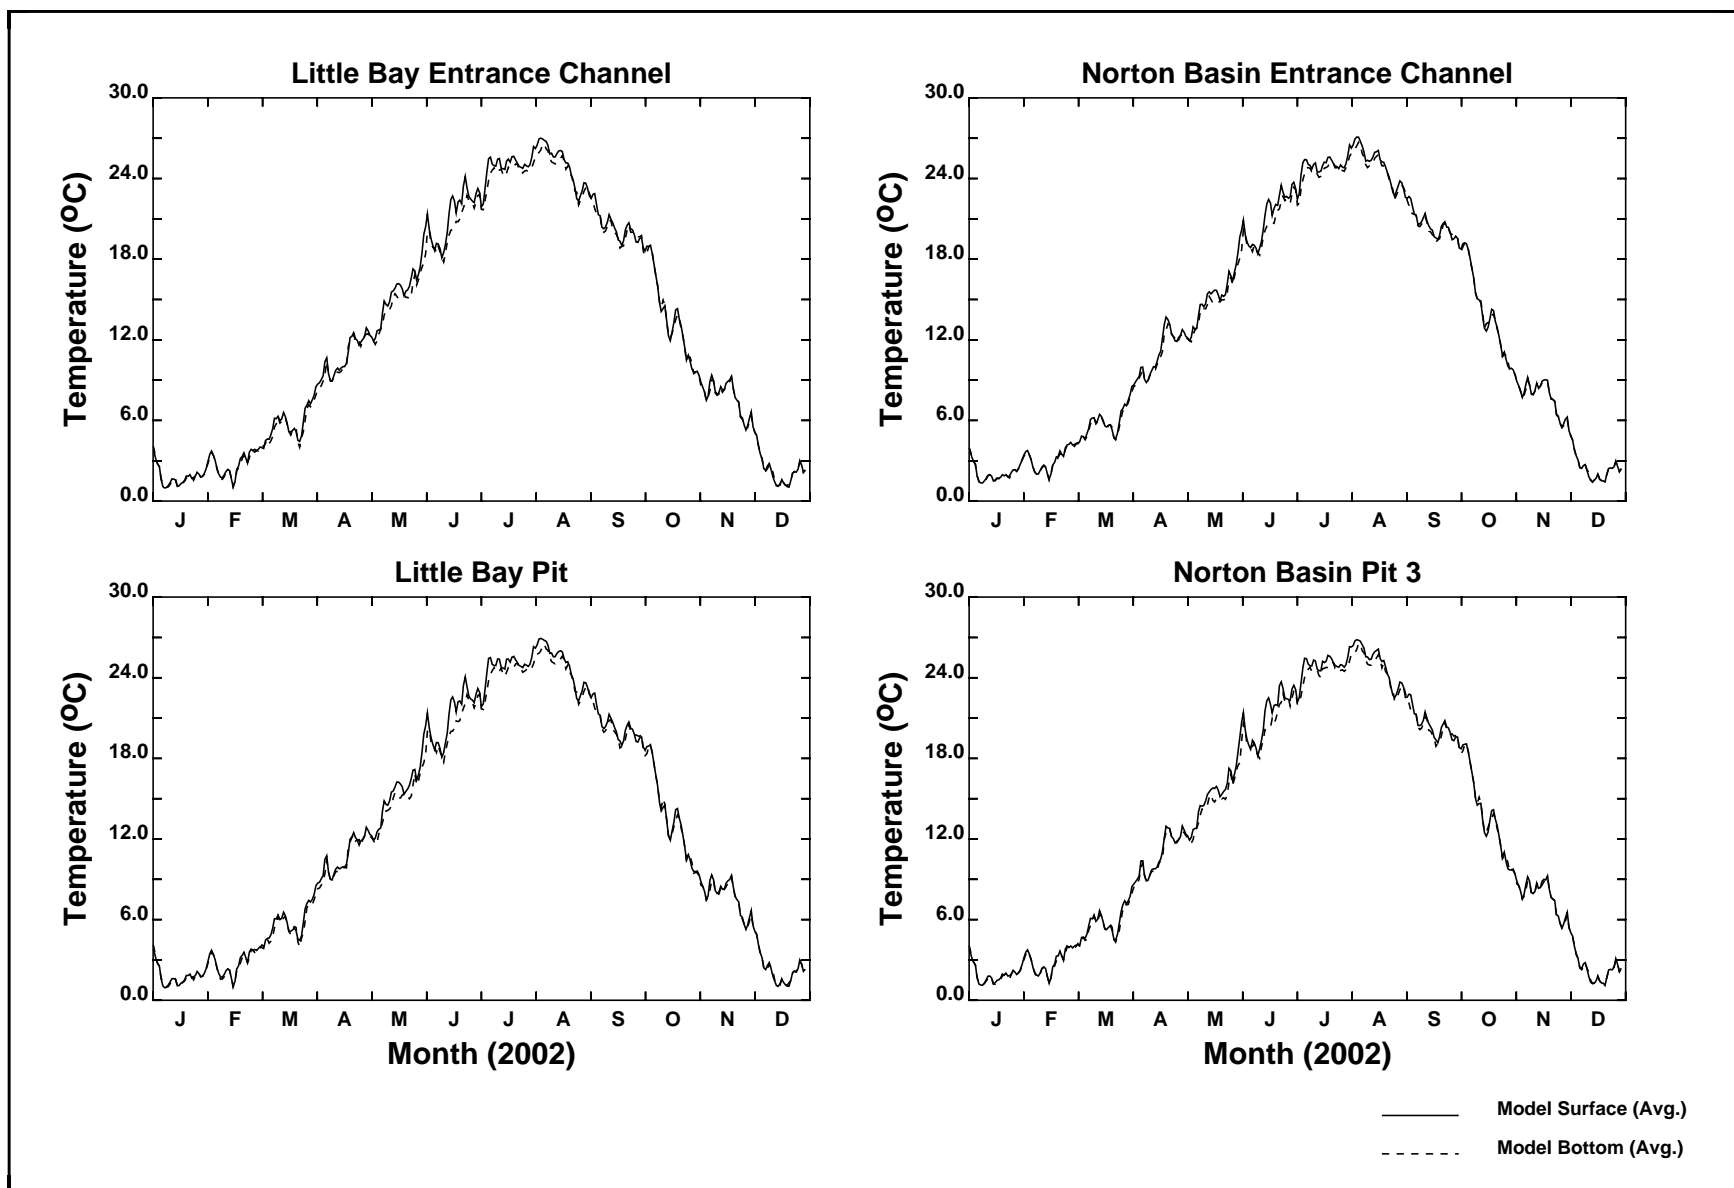 Little Bay Entrance Channel
30.0
24.0
18.0
12.0
6.0
0.0
Temperature (ºC)
J F M A M J J A S O N D
Norton Basin Entrance Channel
30.0
24.0
18.0
12.0
6.0
0.0
Temperature (ºC)
J F M A M J J A S O N D
Little Bay Pit
30.0
24.0
18.0
12.0
6.0
0.0
Temperature (ºC)
J F M A M J J A S O N D
Month (2002)
Norton Basin Pit 3
30.0
24.0
18.0
12.0
6.0
0.0
Temperature (ºC)
J F M A M J J A S O N D
Month (2002)
Model Surface (Avg.)
Model Bottom (Avg.)